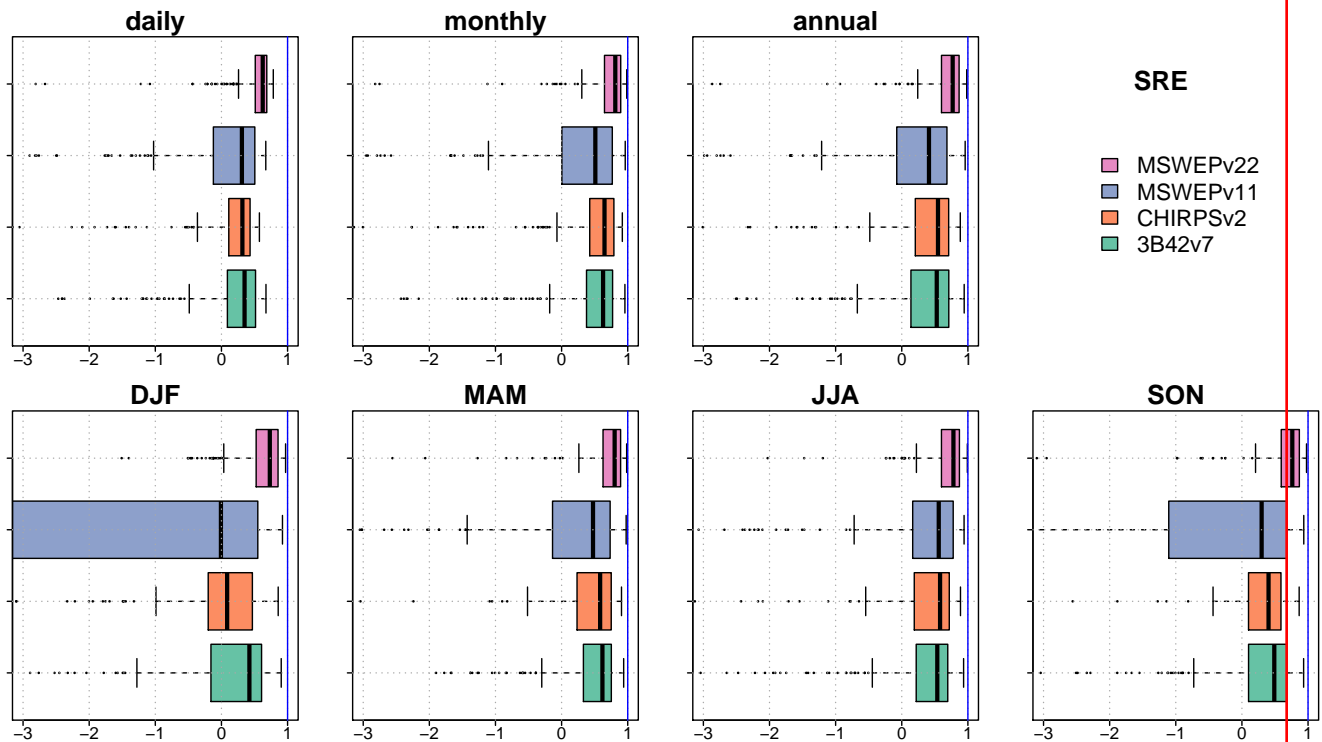 daily
monthly
annual
−3 −2 −1 0 1
−3 −2 −1 0 1
−3 −2 −1 0 1
SRE
MSWEPv22
MSWEPv11
CHIRPSv2
3B42v7
DJF
MAM
JJA
SON
−3 −2 −1 0 1
−3 −2 −1 0 1
−3 −2 −1 0 1
−3 −2 −1 0 1